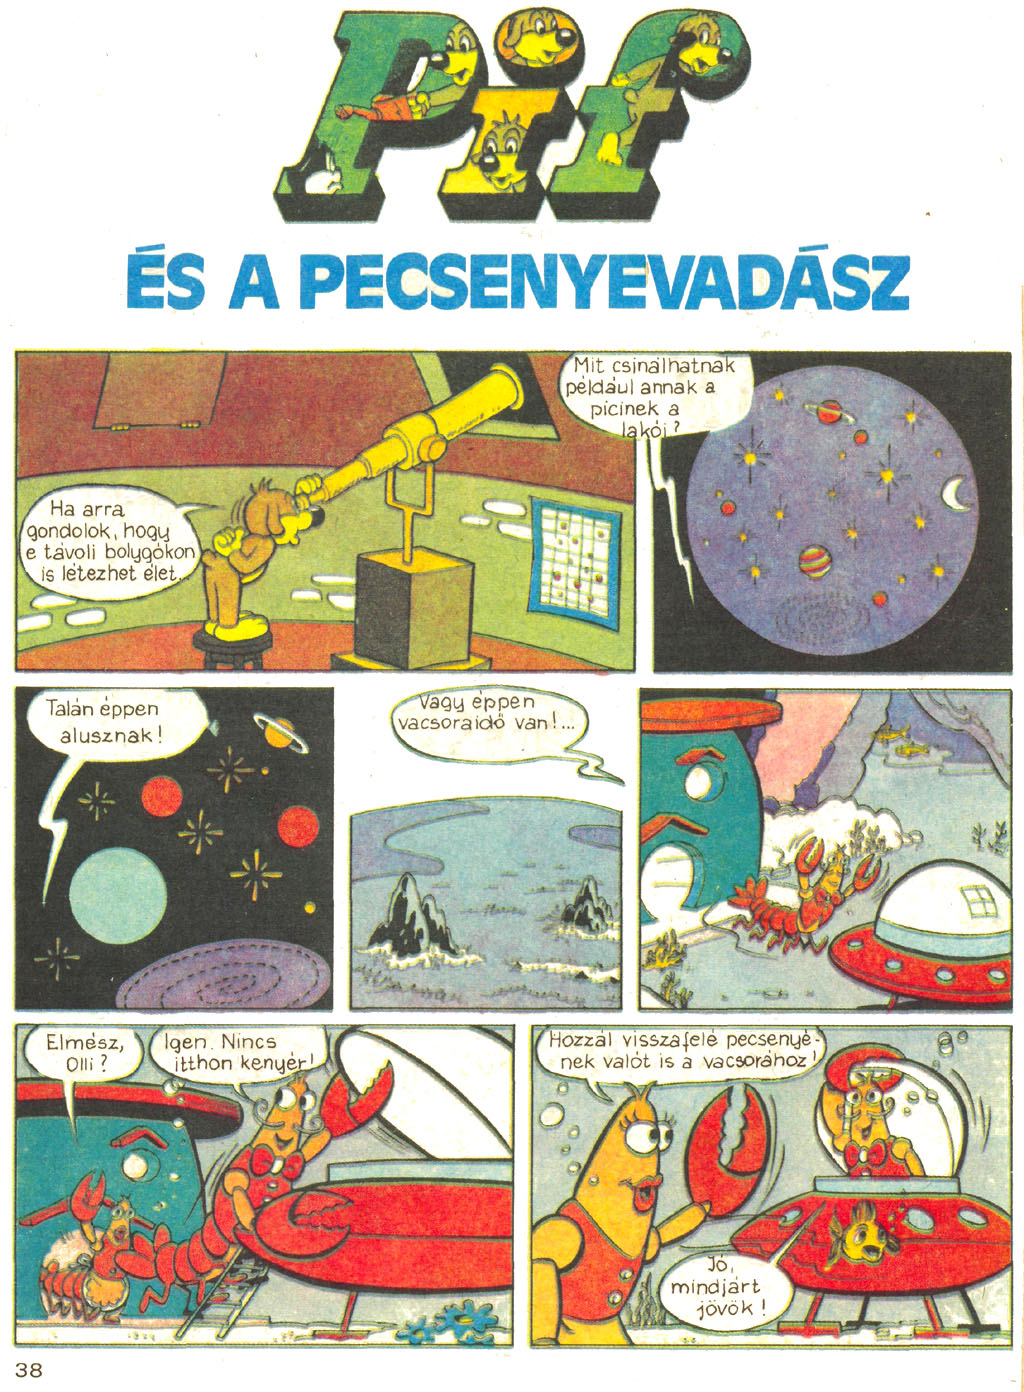 Pif
ÉS A PECSENYEVADÁSZ
Ha arra
gondolok, hogy
e távoli bolygókon
is létezhet élet..
Mit csinálhatnak
például annak a
picinek a
lakói?
Talán éppen
alusznak!
Vagy éppen
vacsoraidő van!...
Elmész,
Olli?
Igen. Nincs
itthon kenyér!
Hozzál visszafelé pecsenyé-
nek valót is a vacsorához!
Jó,
mindjárt
jövök!
38